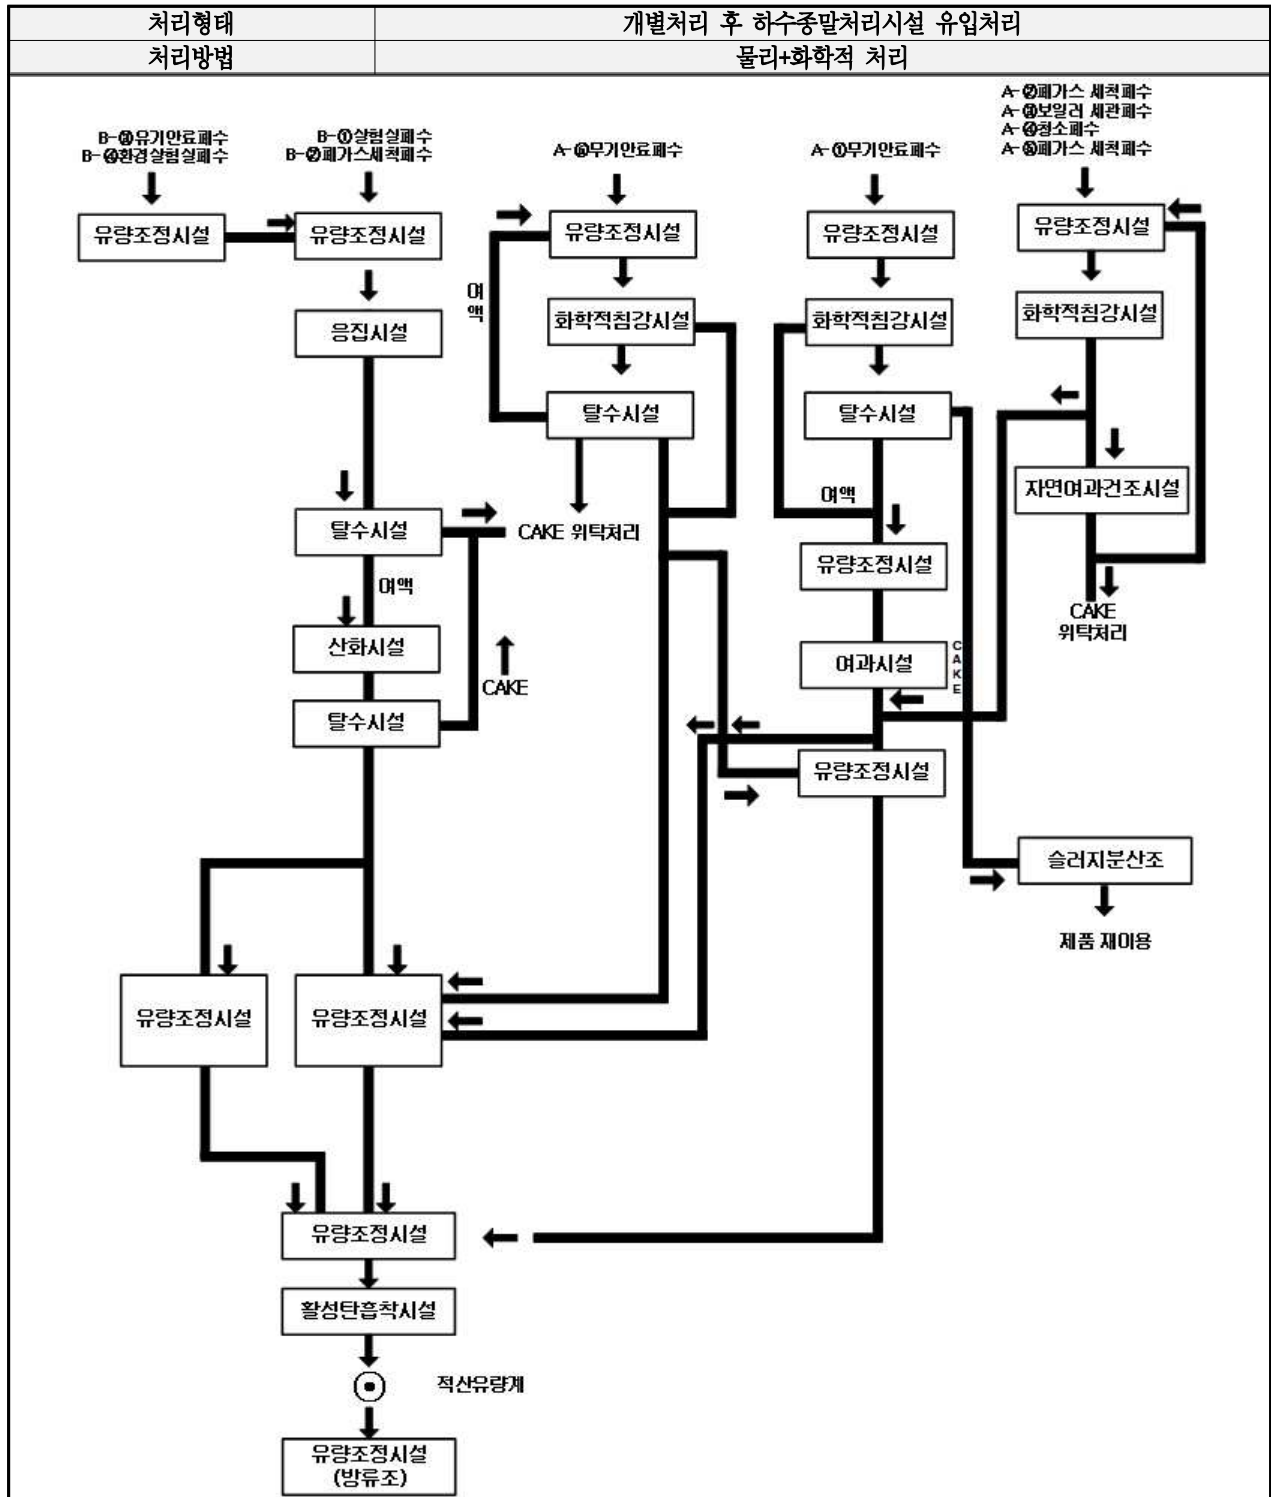 처리형태 개별처리 후 하수종말처리시설 유입처리
처리방법 물리+화학적 처리
B-③유기안료폐수
B-④환경실험실폐수
B-①실험실폐수
B-②폐가스세척폐수
A-⑥무기안료폐수
A-①무기안료폐수
A-②폐가스 세척폐수
A-③보일러 세관폐수
A-④청소폐수
A-⑤폐가스 세척폐수
유량조정시설
유량조정시설
유량조정시설
유량조정시설
유량조정시설
여액
응집시설
화학적침강시설
화학적침강시설
화학적침강시설
탈수시설
탈수시설
자연여과건조시설
여액
탈수시설
CAKE 위탁처리
유량조정시설
여액
CAKE
위탁처리
산화시설
CAKE
여과시설
CAKE
탈수시설
유량조정시설
슬러지분산조
제품 재이용
유량조정시설
유량조정시설
유량조정시설
활성탄흡착시설
적산유량계
유량조정시설
(방류조)